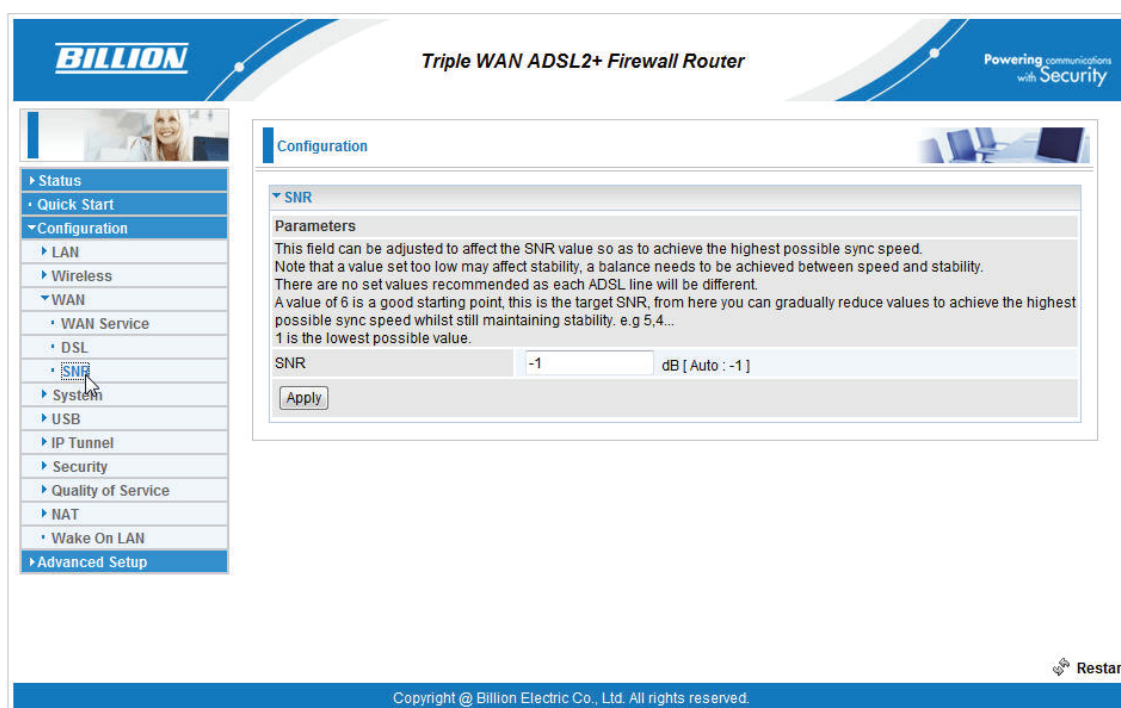 BILLION
Triple WAN ADSL2+ Firewall Router
Powering communications
with Security
Status
Quick Start
Configuration
LAN
Wireless
WAN
WAN Service
DSL
SNR
System
USB
IP Tunnel
Security
Quality of Service
NAT
Wake On LAN
Advanced Setup
Configuration
SNR
Parameters
This field can be adjusted to affect the SNR value so as to achieve the highest possible sync speed.
Note that a value set too low may affect stability, a balance needs to be achieved between speed and stability.
There are no set values recommended as each ADSL line will be different.
A value of 6 is a good starting point, this is the target SNR, from here you can gradually reduce values to achieve the highest
possible sync speed whilst still maintaining stability. e.g 5,4...
1 is the lowest possible value.
SNR -1 dB [ Auto : -1 ]
Apply
Restar
Copyright @ Billion Electric Co., Ltd. All rights reserved.